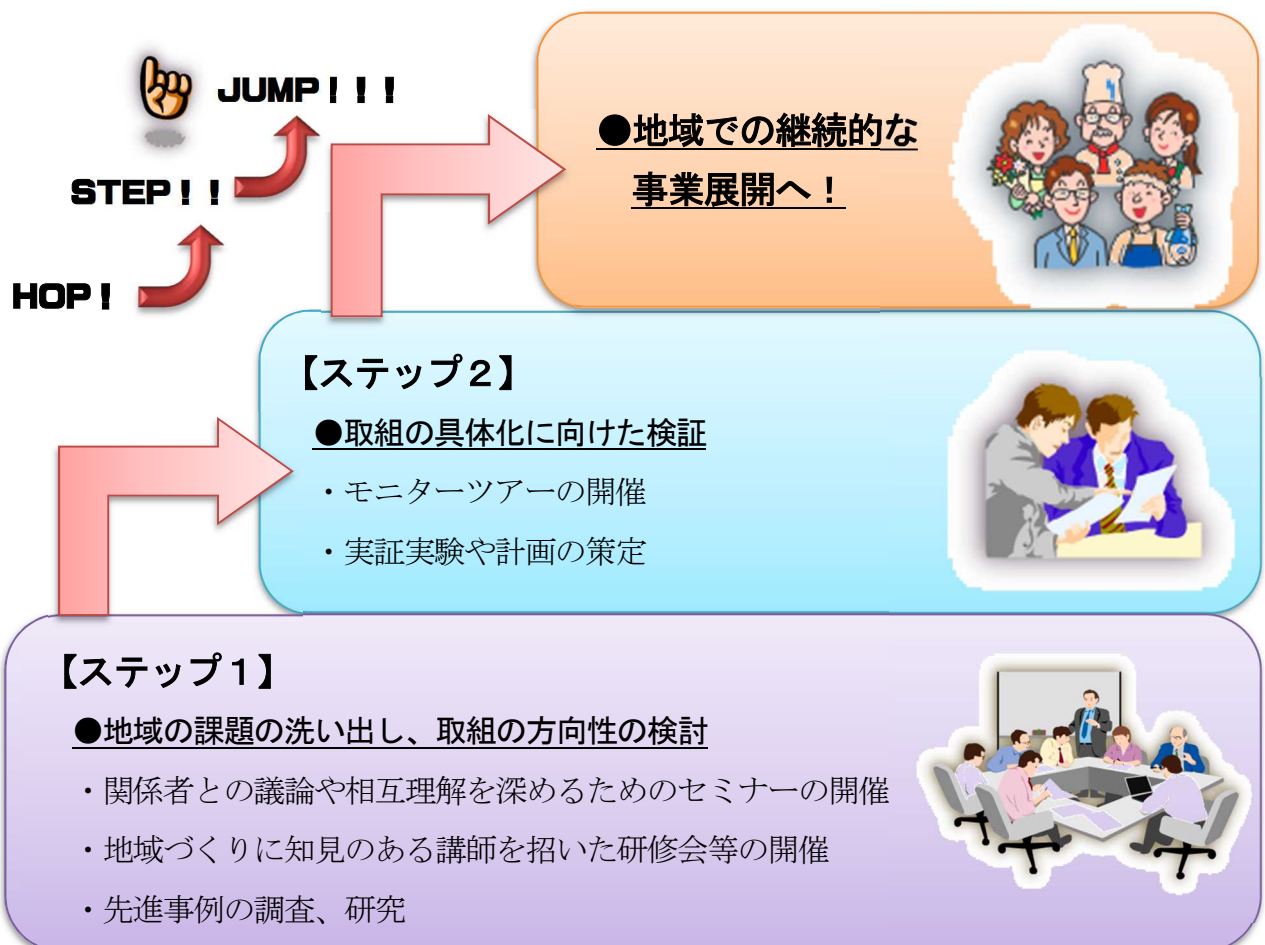 JUMP!!!
STEP!!
HOP!
●地域での継続的な
事業展開へ！
【ステップ２】
●取組の具体化に向けた検証
・モニターツアーの開催
・実証実験や計画の策定
【ステップ１】
●地域の課題の洗い出し、取組の方向性の検討
・関係者との議論や相互理解を深めるためのセミナーの開催
・地域づくりに知見のある講師を招いた研修会等の開催
・先進事例の調査、研究